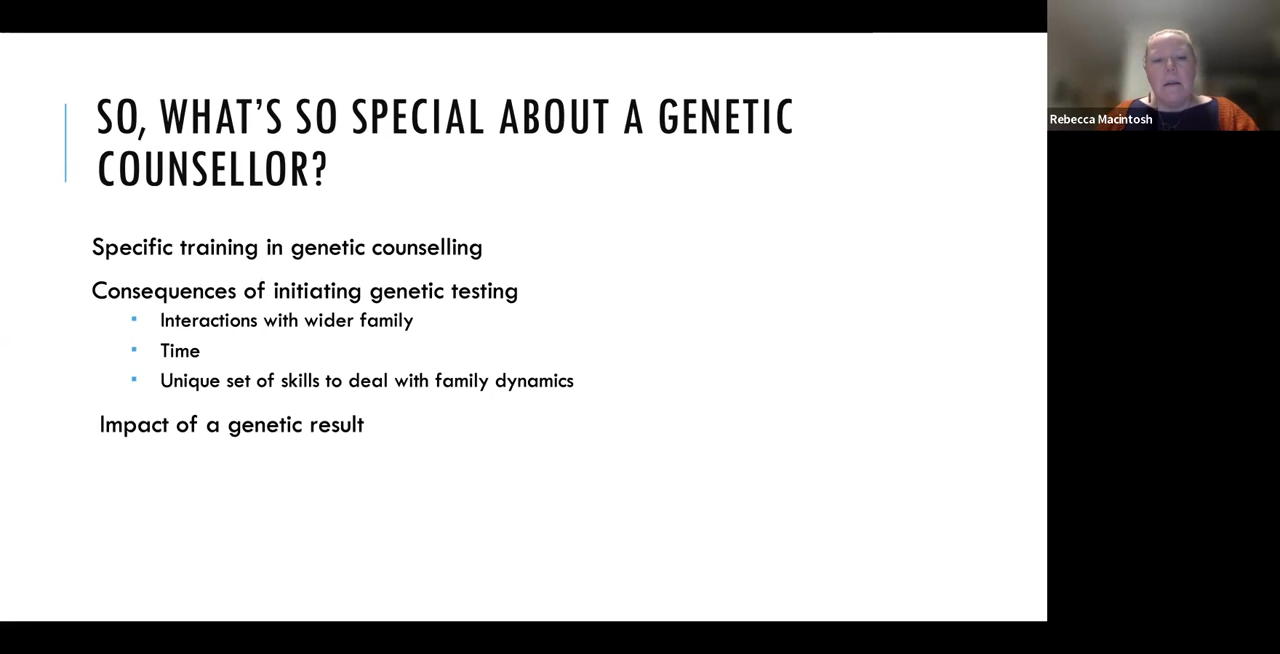 SO, WHAT'S SO SPECIAL ABOUT A GENETIC
COUNSELLOR?
Specific training in genetic counselling
Consequences of initiating genetic testing
▪ Interactions with wider family
▪ Time
▪ Unique set of skills to deal with family dynamics
Impact of a genetic result
Rebecca Macintosh